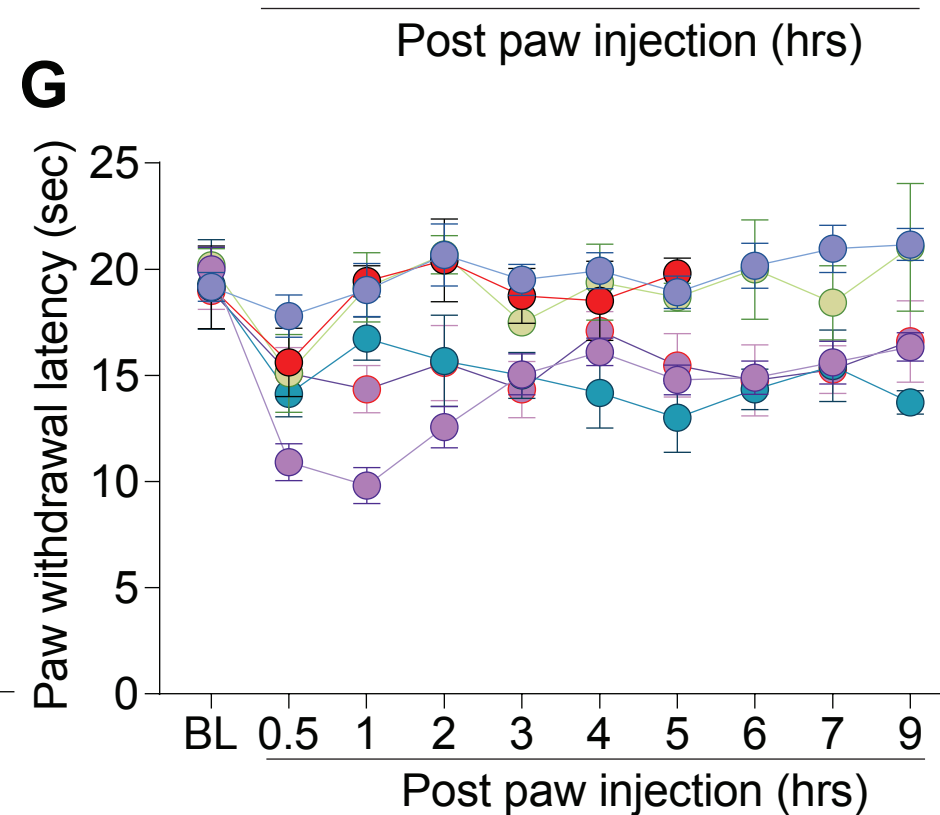 Post paw injection (hrs)
G
Paw withdrawal latency (sec)
25
20
15
10
5
0
BL 0.5 1 2 3 4 5 6 7 9
Post paw injection (hrs)